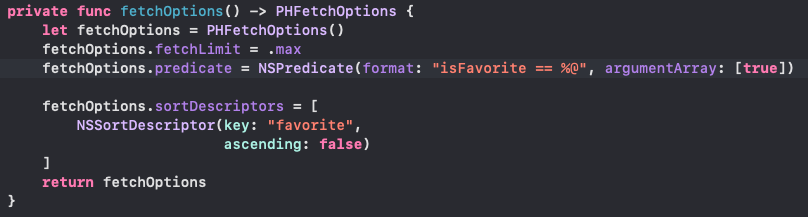 private func fetchOptions() -> PHFetchOptions {
    let fetchOptions = PHFetchOptions()
    fetchOptions.fetchLimit = .max
    fetchOptions.predicate = NSPredicate(format: "isFavorite == %@", argumentArray: [true])

    fetchOptions.sortDescriptors = [
        NSSortDescriptor(key: "favorite",
                         ascending: false)
    ]
    return fetchOptions
}